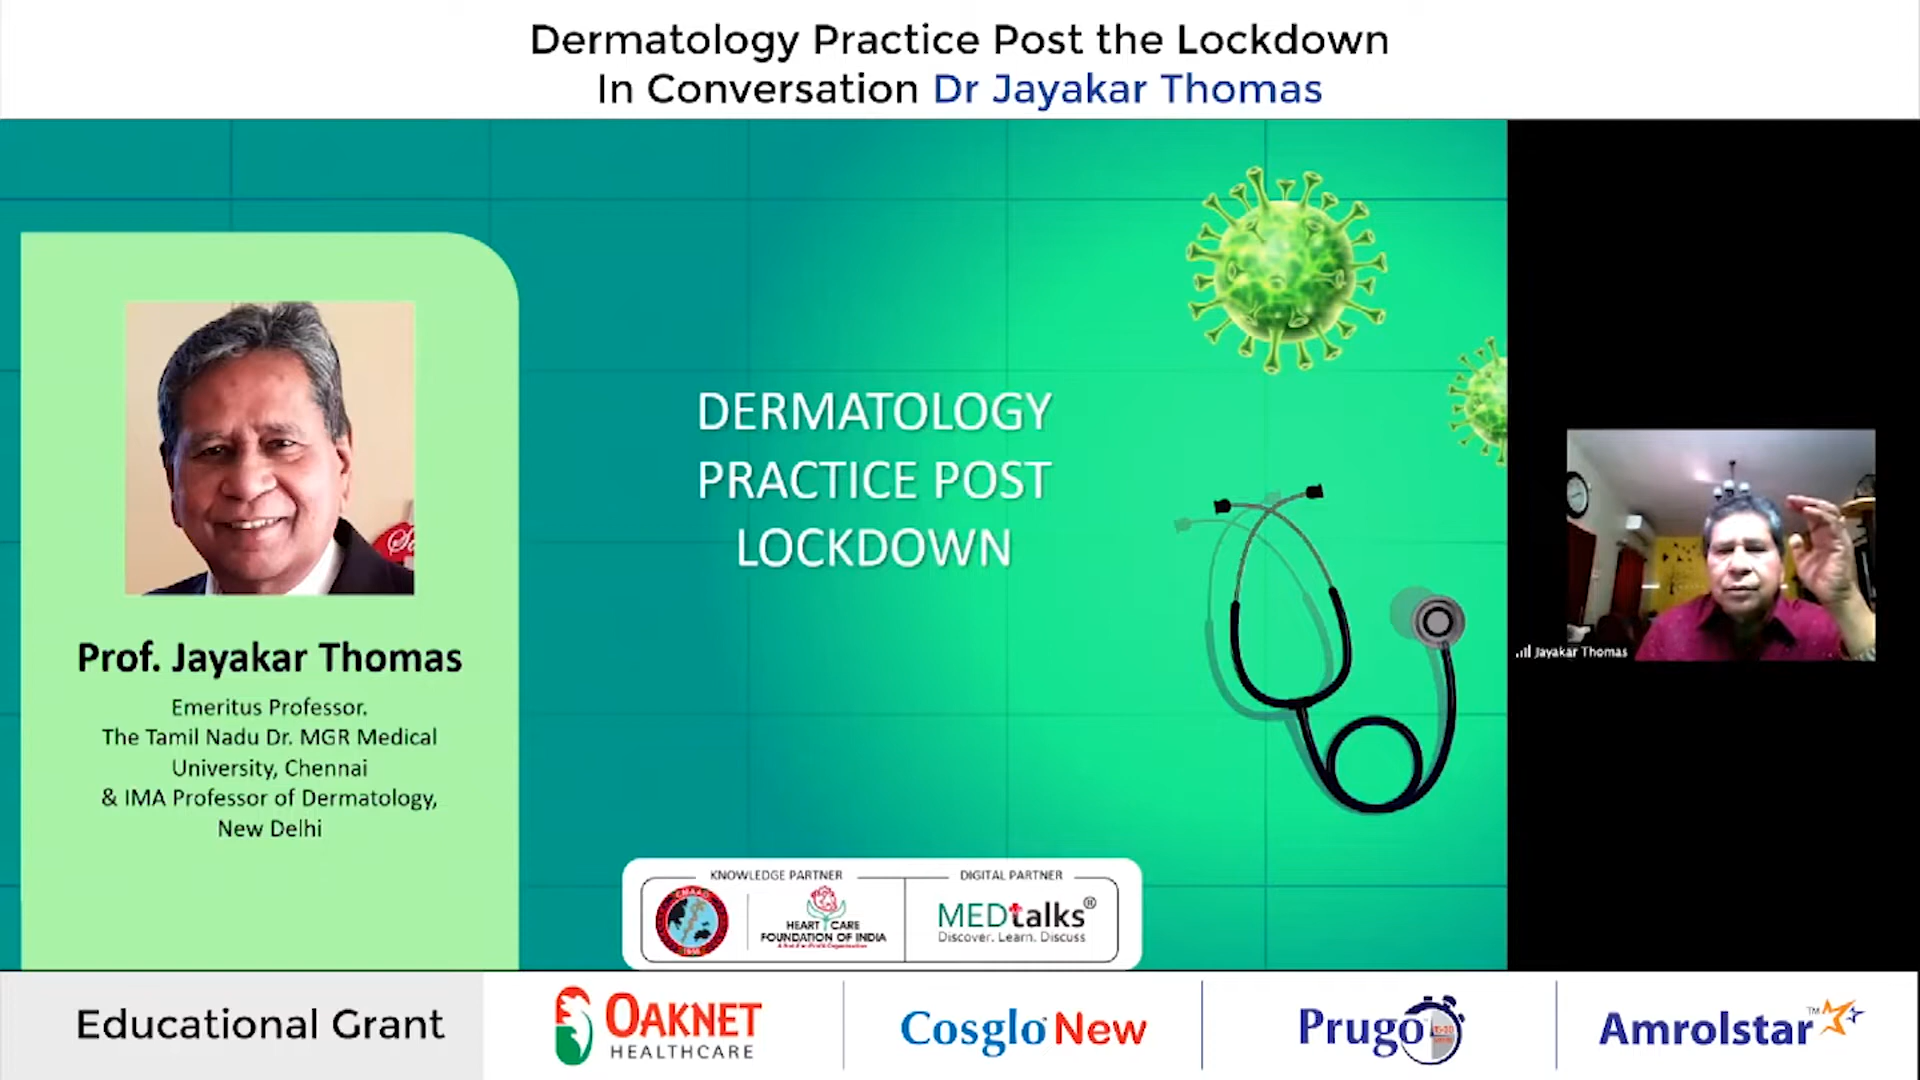 Dermatology Practice Post the Lockdown
In Conversation Dr Jayakar Thomas
DERMATOLOGY
PRACTICE POST
LOCKDOWN
Prof. Jayakar Thomas
Emeritus Professor.
The Tamil Nadu Dr. MGR Medical
University, Chennai
& IMA Professor of Dermatology,
New Delhi
Jayakar Thomas
KNOWLEDGE PARTNER
DIGITAL PARTNER
HEART CARE
FOUNDATION OF INDIA
MEDtalks®
Discover. Learn. Discuss
Educational Grant
OAKNET
HEALTHCARE
Cosglo New
Prugo
Amrolstar™